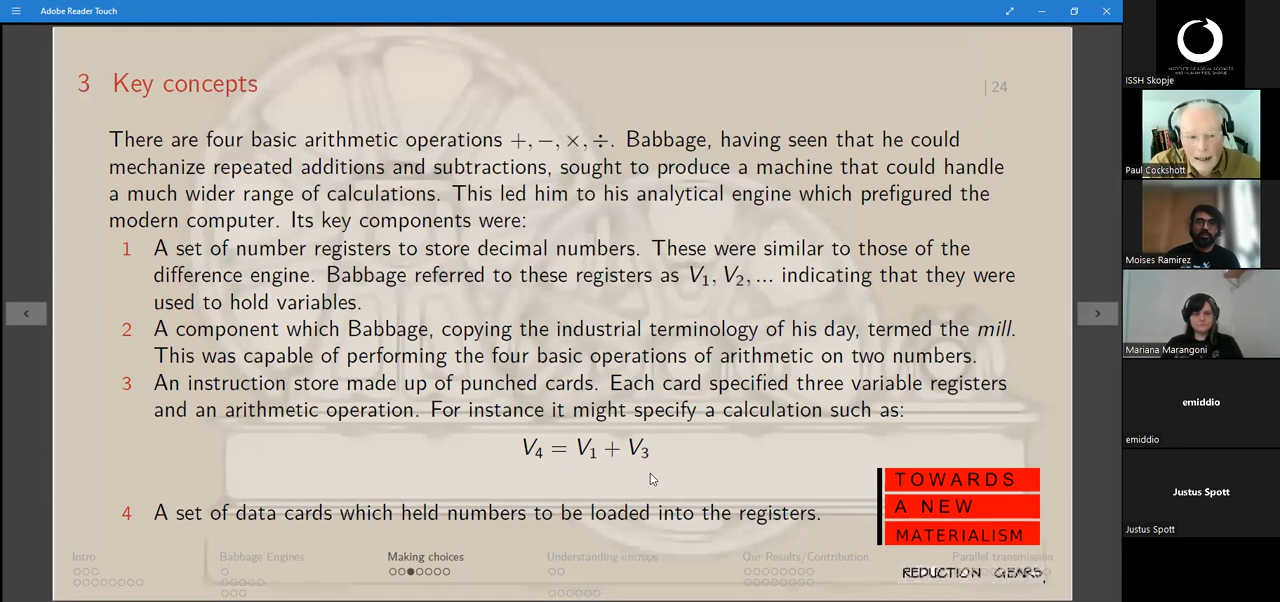 Adobe Reader Touch
3 Key concepts
| 24
There are four basic arithmetic operations +, −, ×, ÷. Babbage, having seen that he could
mechanize repeated additions and subtractions, sought to produce a machine that could handle
a much wider range of calculations. This led him to his analytical engine which prefigured the
modern computer. Its key components were:
1 A set of number registers to store decimal numbers. These were similar to those of the
difference engine. Babbage referred to these registers as V₁, V₂, ... indicating that they were
used to hold variables.
2 A component which Babbage, copying the industrial terminology of his day, termed the mill.
This was capable of performing the four basic operations of arithmetic on two numbers.
3 An instruction store made up of punched cards. Each card specified three variable registers
and an arithmetic operation. For instance it might specify a calculation such as:
V₄ = V₁ + V₃
4 A set of data cards which held numbers to be loaded into the registers.
TOWARDS
A NEW
MATERIALISM
Intro
Babbage Engines
Making choices
Understanding entropy
Our Results/Contribution
Parallel transmission
REDUCTION GEARS,
INSTITUTE OF SOCIAL SCIENCES
AND HUMANITIES, SKOPJE
ISSH Skopje
Paul Cockshott
Moises Ramirez
Mariana Marangoni
emiddio
emiddio
Justus Spott
Justus Spott